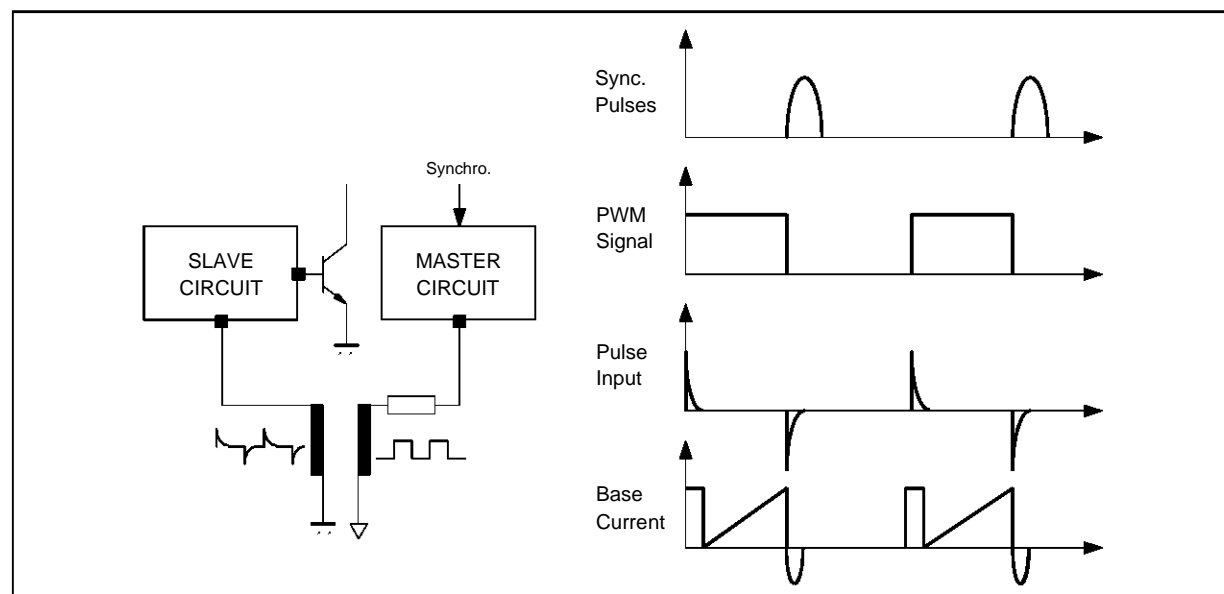 Synchro.
SLAVE
CIRCUIT
MASTER
CIRCUIT
Sync.
Pulses
PWM
Signal
Pulse
Input
Base
Current